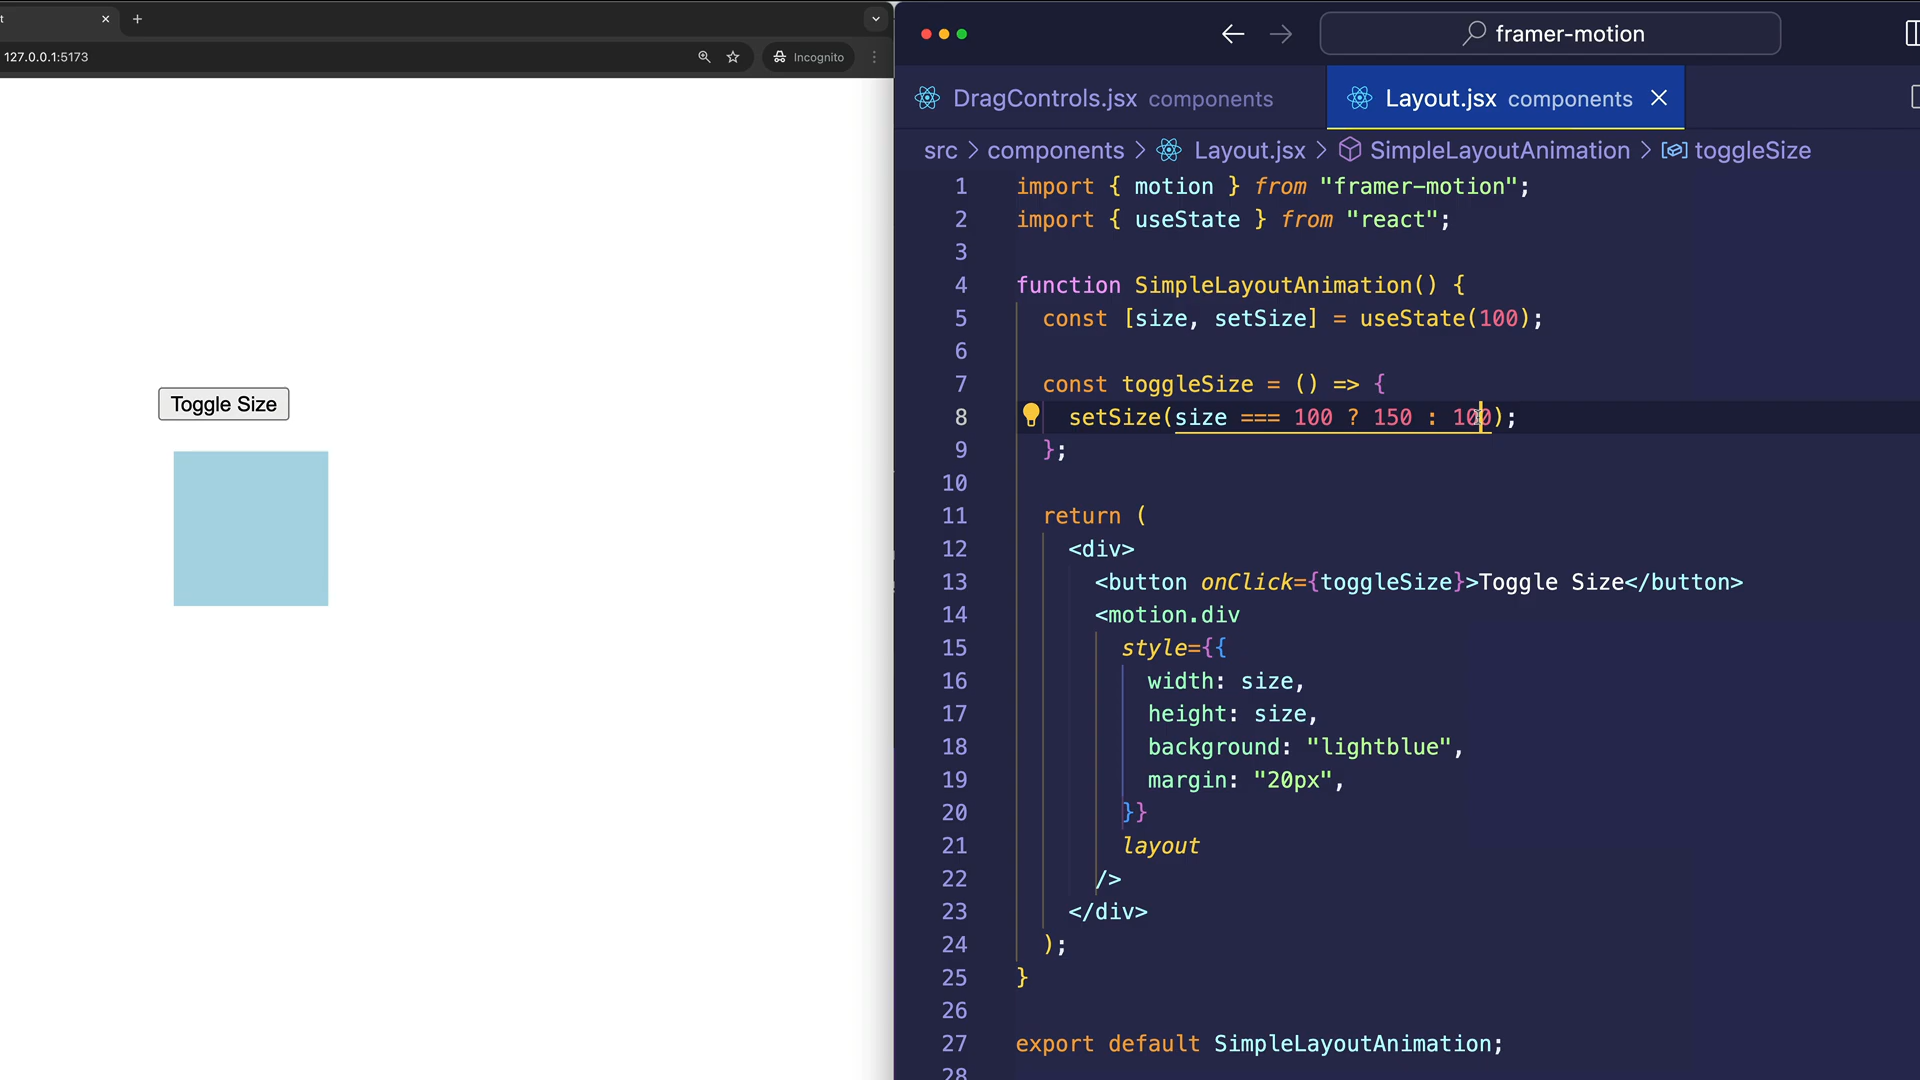 t
127.0.0.1:5173
Incognito
Toggle Size
framer-motion
DragControls.jsx components
Layout.jsx components
src > components > Layout.jsx > SimpleLayoutAnimation > toggleSize
1 import { motion } from "framer-motion";
2 import { useState } from "react";
3
4 function SimpleLayoutAnimation() {
5 const [size, setSize] = useState(100);
6
7 const toggleSize = () => {
8 setSize(size === 100 ? 150 : 100);
9 };
10
11 return (
12 <div>
13 <button onClick={toggleSize}>Toggle Size</button>
14 <motion.div
15 style={{
16 width: size,
17 height: size,
18 background: "lightblue",
19 margin: "20px",
20 }}
21 layout
22 />
23 </div>
24 );
25 }
26
27 export default SimpleLayoutAnimation;
28